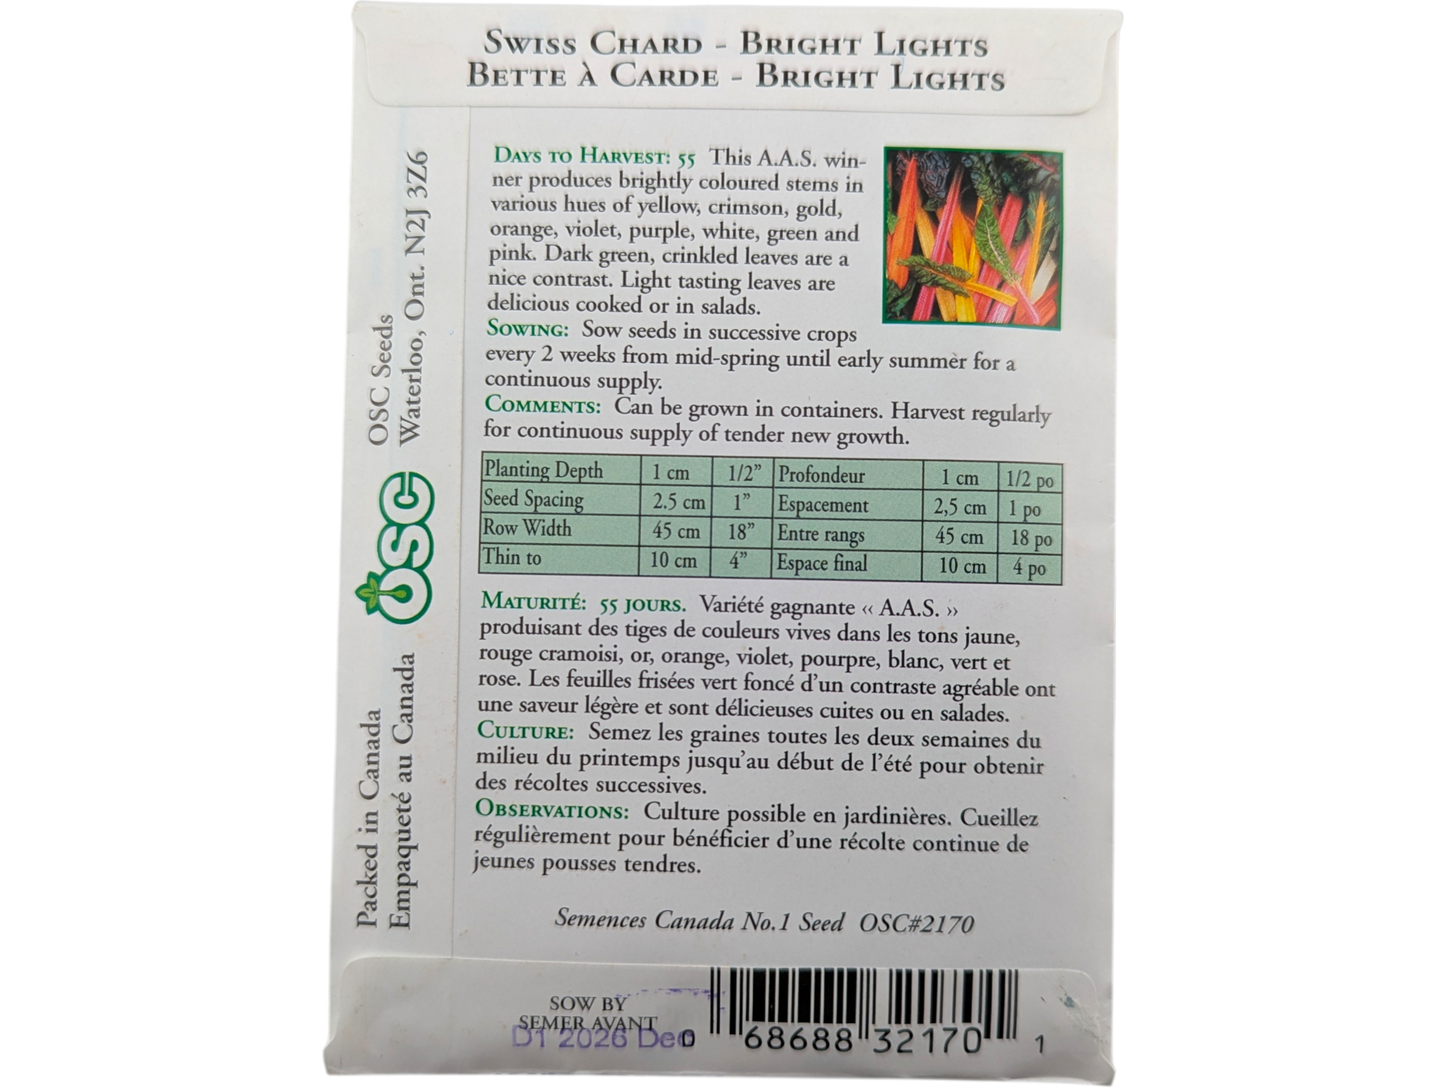 Swiss Chard - Bright Lights
Bette à Carde - Bright Lights
Days to Harvest: 55 This A.A.S. win-
ner produces brightly coloured stems in
various hues of yellow, crimson, gold,
orange, violet, purple, white, green and
pink. Dark green, crinkled leaves are a
nice contrast. Light tasting leaves are
delicious cooked or in salads.
Sowing: Sow seeds in successive crops
every 2 weeks from mid-spring until early summer for a
continuous supply.
Comments: Can be grown in containers. Harvest regularly
for continuous supply of tender new growth.
Planting Depth 1 cm 1/2” Profondeur 1 cm 1/2 po
Seed Spacing 2.5 cm 1” Espacement 2,5 cm 1 po
Row Width 45 cm 18” Entre rangs 45 cm 18 po
Thin to 10 cm 4” Espace final 10 cm 4 po
Maturité: 55 jours. Variété gagnante ‹‹ A.A.S. ››
produisant des tiges de couleurs vives dans les tons jaune,
rouge cramoisi, or, orange, violet, pourpre, blanc, vert et
rose. Les feuilles frisées vert foncé d’un contraste agréable ont
une saveur légère et sont délicieuses cuites ou en salades.
Culture: Semez les graines toutes les deux semaines du
milieu du printemps jusqu’au début de l’été pour obtenir
des récoltes successives.
Observations: Culture possible en jardinières. Cueillez
régulièrement pour bénéficier d’une récolte continue de
jeunes pousses tendres.
Semences Canada No.1 Seed OSC#2170
Packed in Canada
Empaqueté au Canada
OSC
OSC Seeds
Waterloo, Ont. N2J 3Z6
SOW BY
SEMER AVANT
D1 2026 Dec
0 68688 32170 1